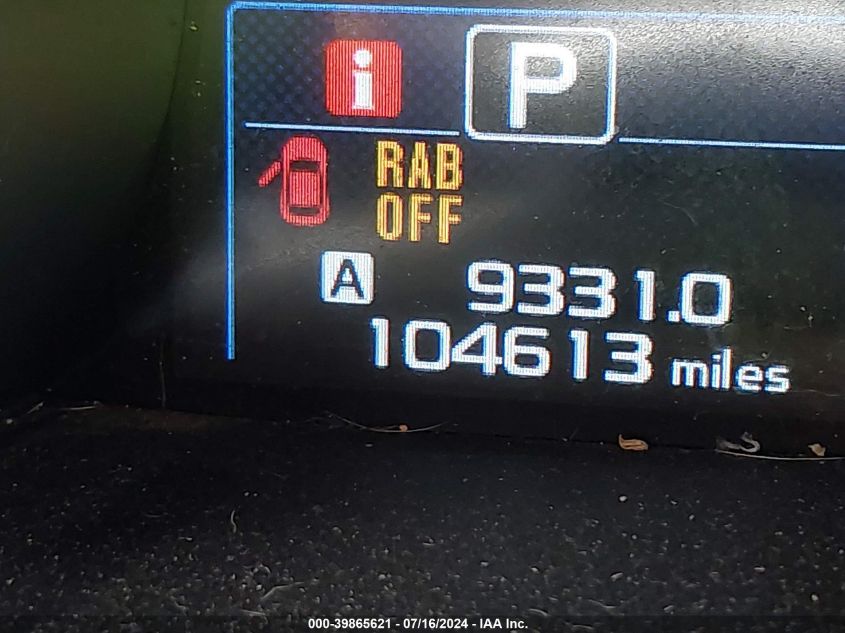 i P
RAB
OFF
A 9331.0
104613 miles
000-39865621 - 07/16/2024 - IAA Inc.